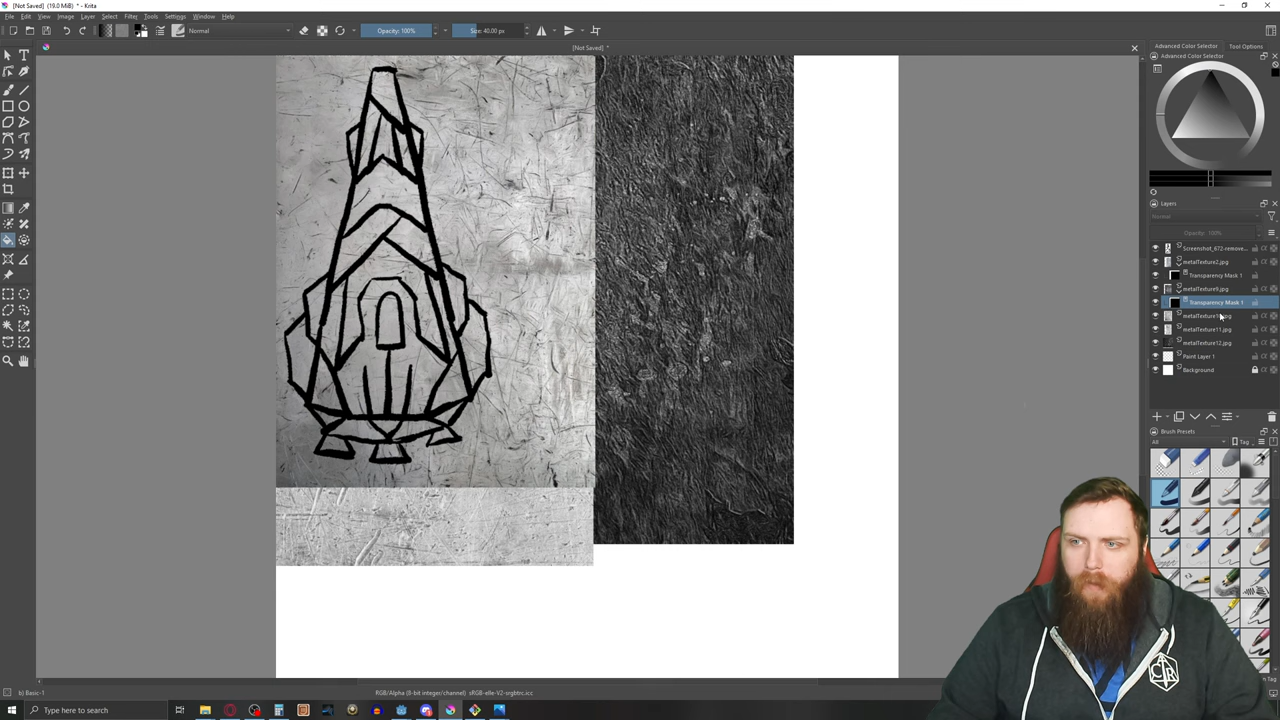 [Not Saved] (19.0 MiB) * - Krita
File Edit View Image Layer Select Filter Tools Settings Window Help
Normal
Opacity: 100%
Size: 40.00 px
[Not Saved] *
Advanced Color Selector Tool Options
Advanced Color Selector
Layers
Normal
Opacity: 100%
Screenshot_672-remove...
metalTexture2.jpg
Transparency Mask 1
metalTexture9.jpg
Transparency Mask 1
metalTexture11.jpg
metalTexture12.jpg
Paint Layer 1
Background
Brush Presets
All
Tag
b) Basic-1
RGB/Alpha (8-bit integer/channel) sRGB-elle-V2-srgbtrc.icc
Type here to search